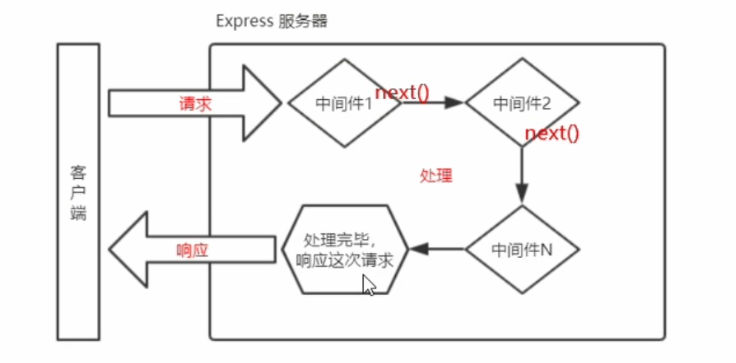 Express 服务器
客户端
请求
中间件1
next()
中间件2
next()
处理
响应
处理完毕，
响应这次请求
中间件N